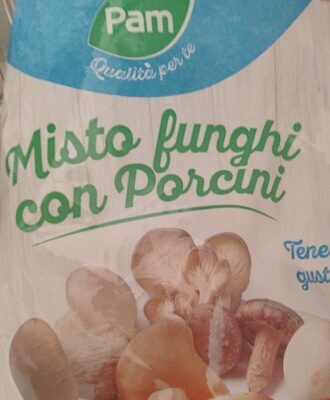 Pam
Qualità per te
Misto funghi
con Porcini